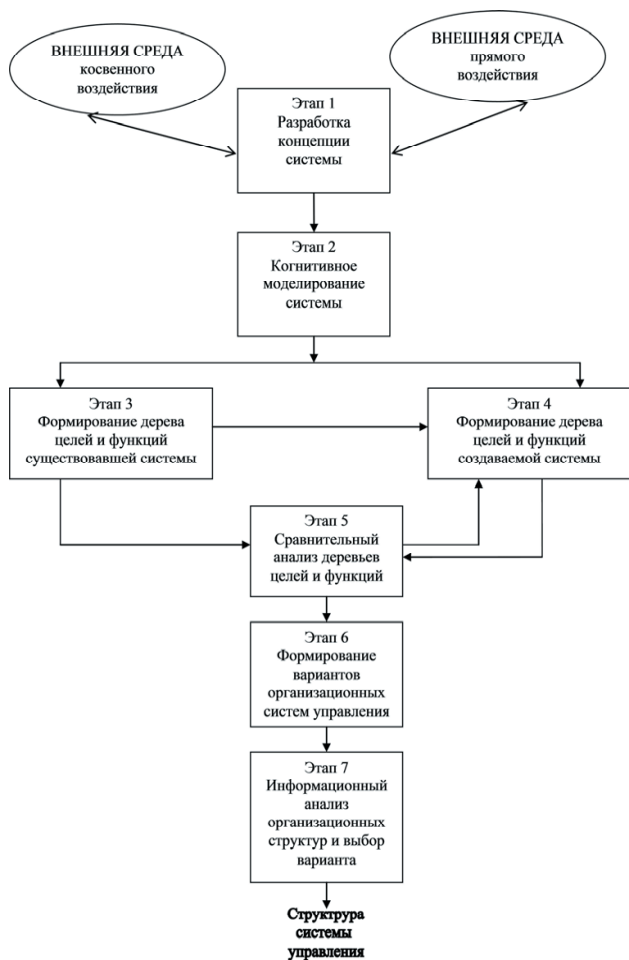 ВНЕШНЯЯ СРЕДА
косвенного
воздействия
ВНЕШНЯЯ СРЕДА
прямого
воздействия
Этап 1
Разработка
концепции
системы
Этап 2
Когнитивное
моделирование
системы
Этап 3
Формирование дерева
целей и функций
существовавшей системы
Этап 4
Формирование дерева
целей и функций
создаваемой системы
Этап 5
Сравнительный
анализ деревьев
целей и функций
Этап 6
Формирование
вариантов
организационных
систем управления
Этап 7
Информационный
анализ
организационных
структур и выбор
варианта
Структрура
системы
управления